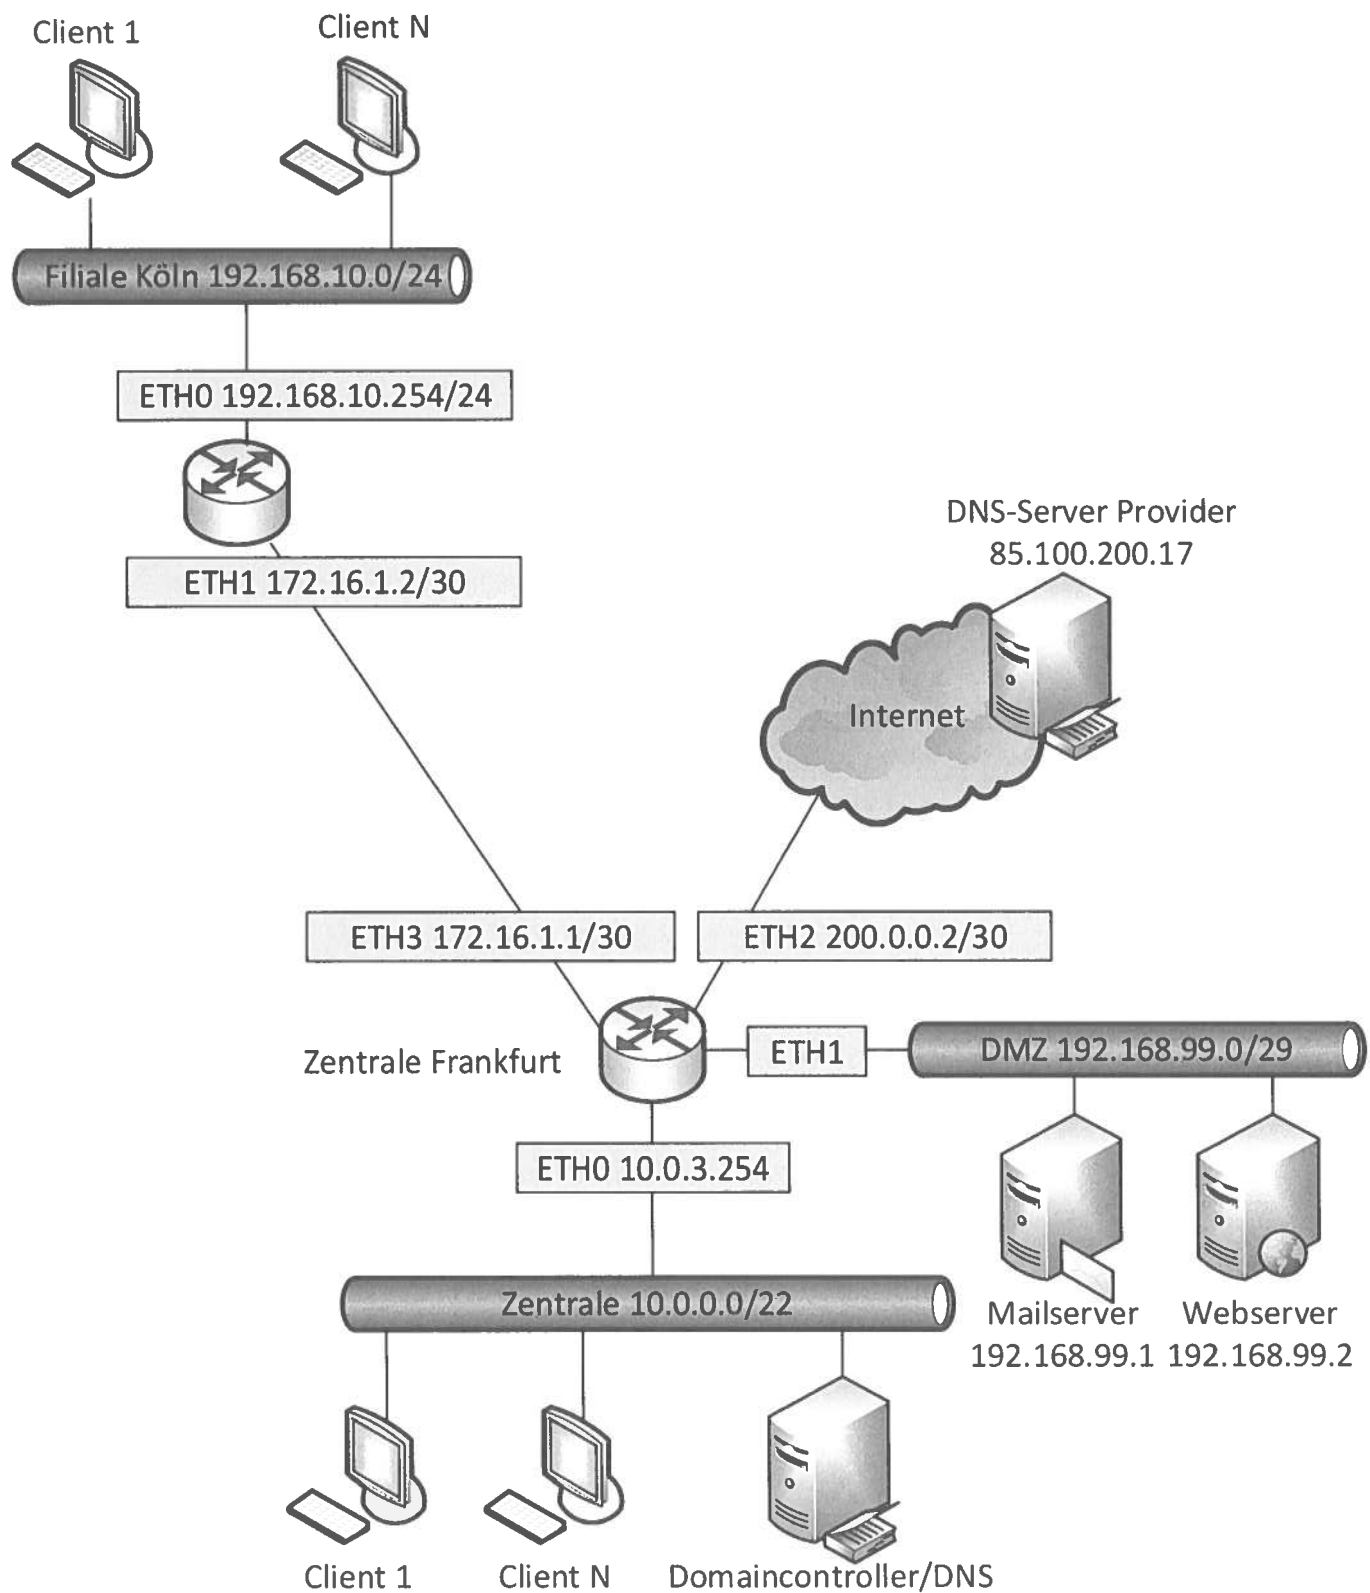 Client 1
Client N
Filiale Köln 192.168.10.0/24
ETH0 192.168.10.254/24
ETH1 172.16.1.2/30
DNS-Server Provider
85.100.200.17
Internet
ETH3 172.16.1.1/30
ETH2 200.0.0.2/30
Zentrale Frankfurt
ETH1
DMZ 192.168.99.0/29
ETH0 10.0.3.254
Mailserver
192.168.99.1
Webserver
192.168.99.2
Zentrale 10.0.0.0/22
Client 1
Client N
Domaincontroller/DNS